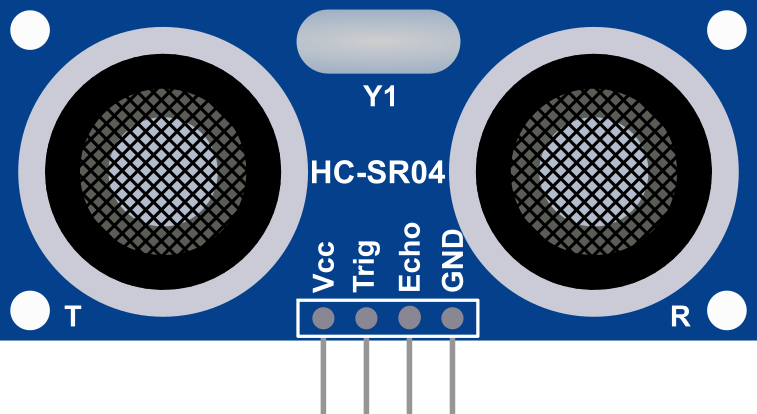 Y1
HC-SR04
Vcc
Trig
Echo
GND
T
R